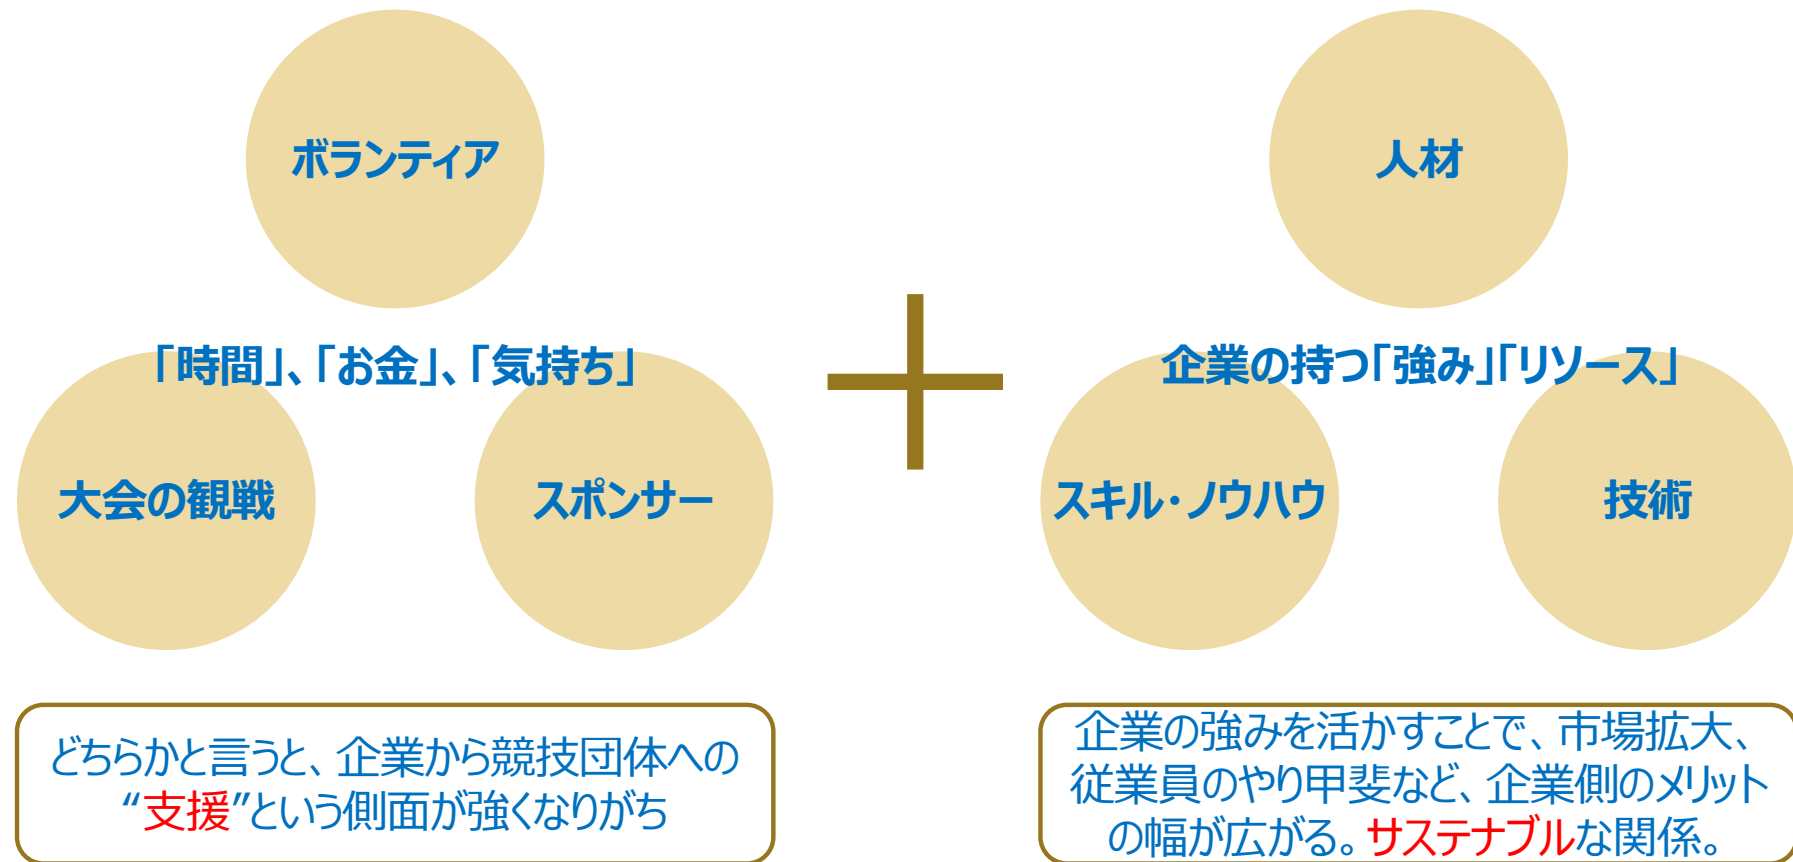 ボランティア
「時間」、「お金」、「気持ち」
大会の観戦
スポンサー
どちらかと言うと、企業から競技団体への
“支援”という側面が強くなりがち
人材
企業の持つ「強み」「リソース」
スキル・ノウハウ
技術
企業の強みを活かすことで、市場拡大、
従業員のやり甲斐など、企業側のメリット
の幅が広がる。サステナブルな関係。